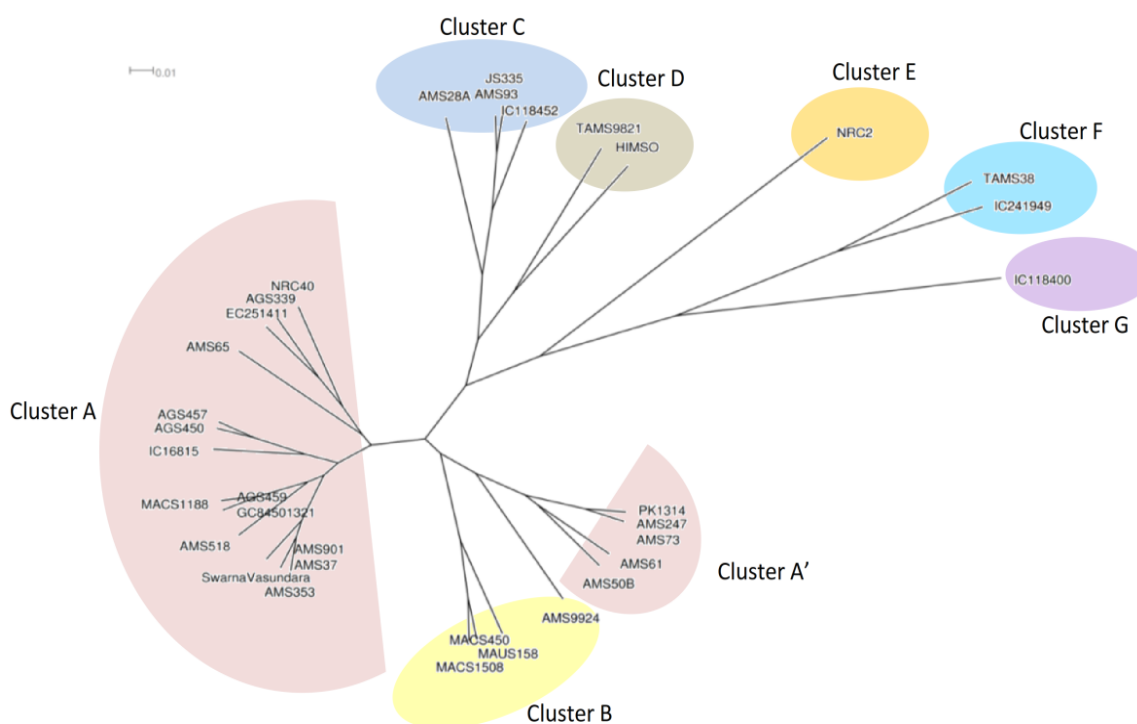 Cluster C
JS335
AMS28A
AMS93
IC118452
Cluster D
TAMS9821
HIMSO
Cluster E
NRC2
Cluster F
TAMS38
IC241949
IC118400
Cluster G
0.01
NRC40
AGS339
EC251411
AMS65
Cluster A
AGS457
AGS450
IC16815
MACS1188
AGS459
GC84501321
AMS518
AMS901
AMS37
SwarnaVasundara
AMS353
PK1314
AMS247
AMS73
AMS61
AMS50B
Cluster A’
AMS9924
MACS450
MAUS158
MACS1508
Cluster B